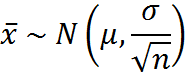 x̄ ~ N(μ, σ/√n)